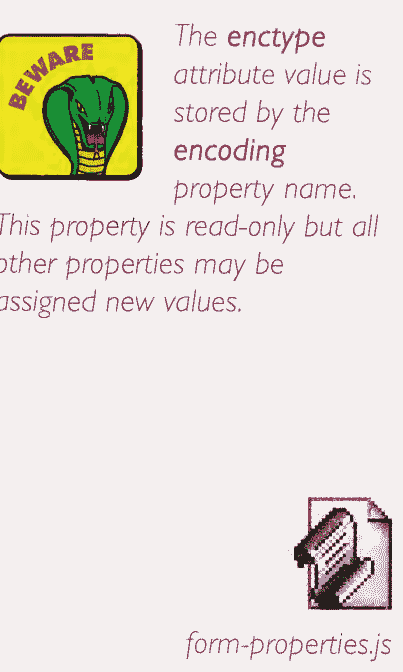 BEWARE
The enctype
attribute value is
stored by the
encoding
property name.
This property is read-only but all
other properties may be
assigned new values.
form-properties.js